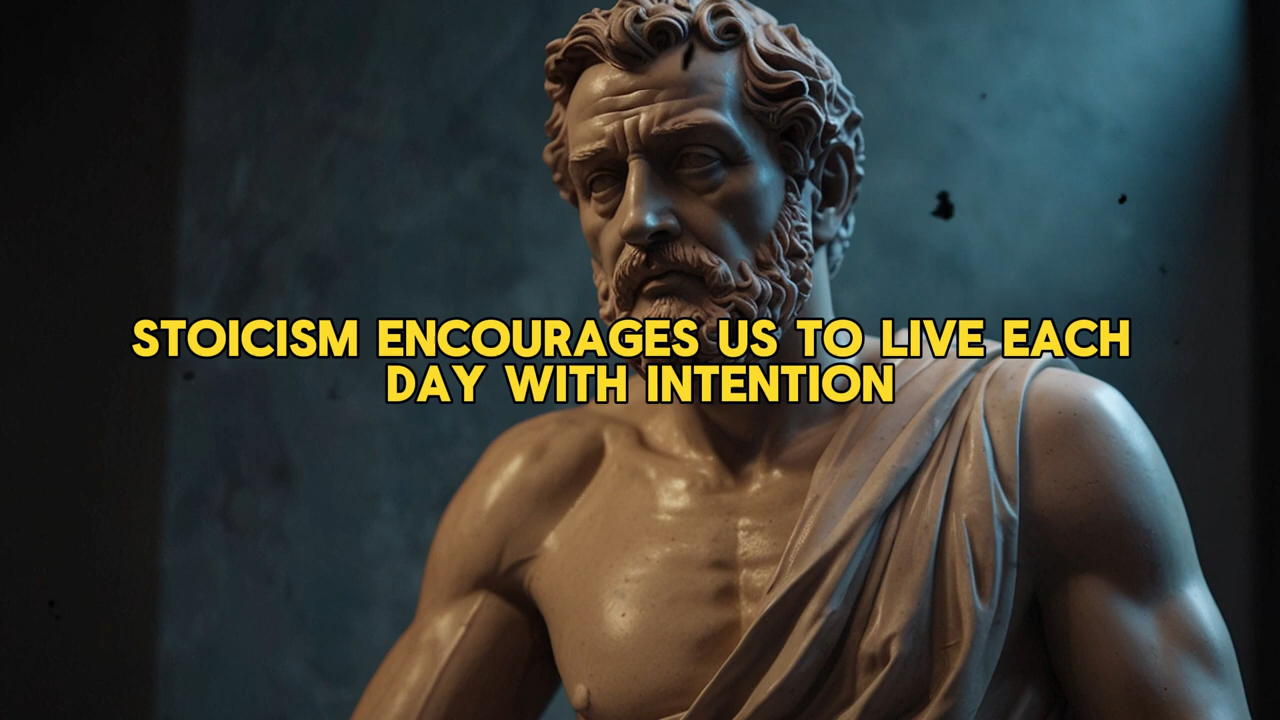 STOICISM ENCOURAGES US TO LIVE EACH
DAY WITH INTENTION